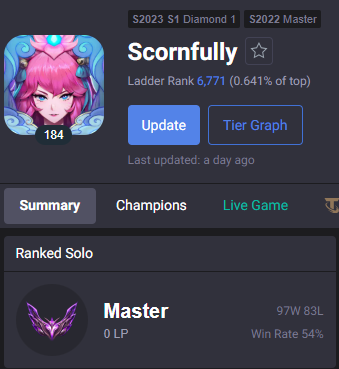 S2023 S1 Diamond 1 S2022 Master
Scornfully
Ladder Rank 6,771 (0.641% of top)
184
Update Tier Graph
Last updated: a day ago
Summary Champions Live Game
Ranked Solo
Master 97W 83L
0 LP Win Rate 54%